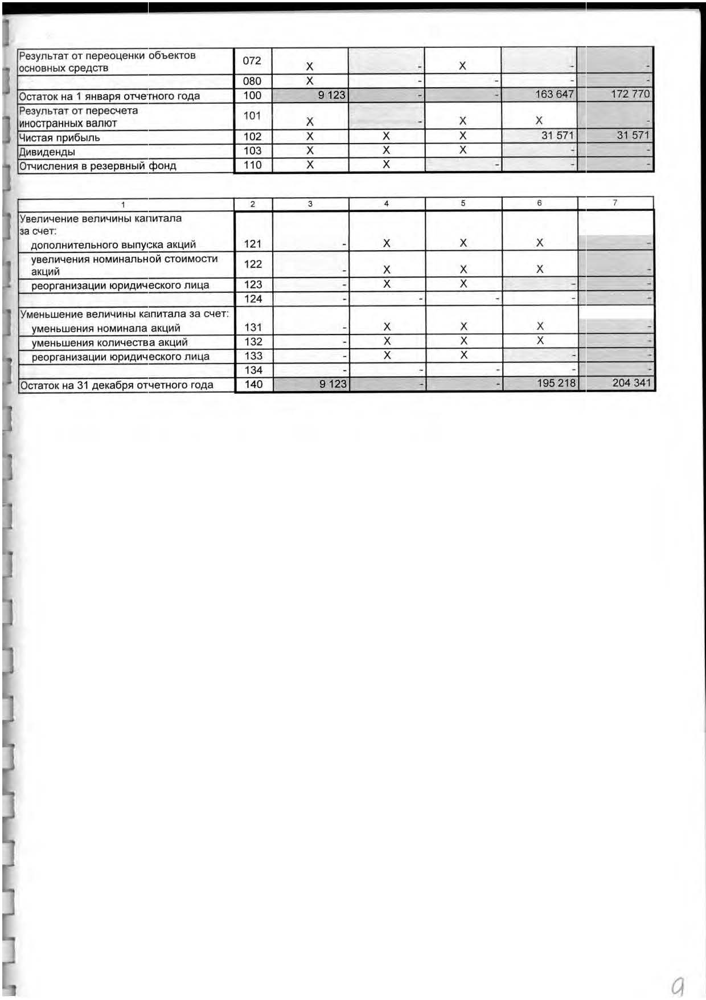 Результат от переоценки объектов
основных средств 072 X - X - -
080 X - - - -
Остаток на 1 января отчетного года 100 9 123 - - 163 647 172 770
Результат от пересчета
иностранных валют 101 X - X X -
Чистая прибыль 102 X X X 31 571 31 571
Дивиденды 103 X X X - -
Отчисления в резервный фонд 110 X X - - -
1 2 3 4 5 6 7
Увеличение величины капитала
за счет:
дополнительного выпуска акций 121 - X X X -
увеличения номинальной стоимости
акций 122 - X X X -
реорганизации юридического лица 123 - X X - -
124 - - - - -
Уменьшение величины капитала за счет:
уменьшения номинала акций 131 - X X X -
уменьшения количества акций 132 - X X X -
реорганизации юридического лица 133 - X X - -
134 - - - - -
Остаток на 31 декабря отчетного года 140 9 123 - - 195 218 204 341
9